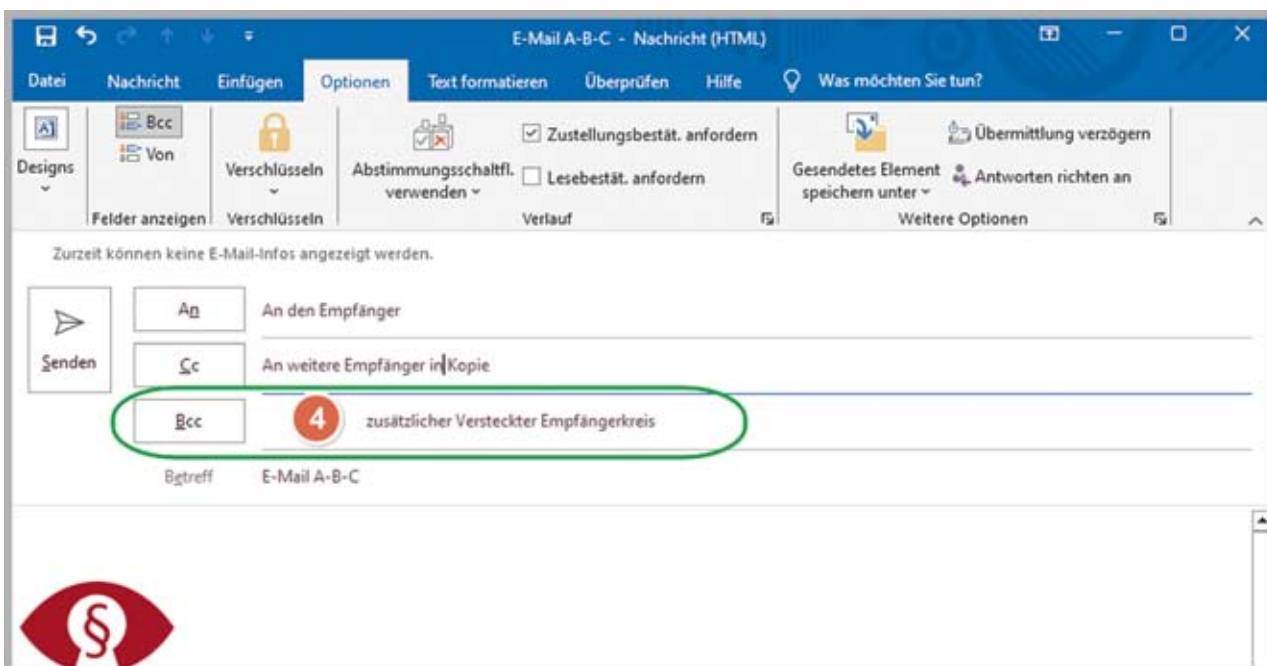 E-Mail A-B-C - Nachricht (HTML)
Datei Nachricht Einfügen Optionen Text formatieren Überprüfen Hilfe Was möchten Sie tun?
Designs
Bcc
Von
Felder anzeigen
Verschlüsseln
Verschlüsseln
Abstimmungsschaltfl.
verwenden
Zustellungsbestät. anfordern
Lesebestät. anfordern
Verlauf
Gesendetes Element
speichern unter
Übermittlung verzögern
Antworten richten an
Weitere Optionen
Zurzeit können keine E-Mail-Infos angezeigt werden.
Senden
An An den Empfänger
Cc An weitere Empfänger in Kopie
Bcc 4 zusätzlicher Versteckter Empfängerkreis
Betreff E-Mail A-B-C
§